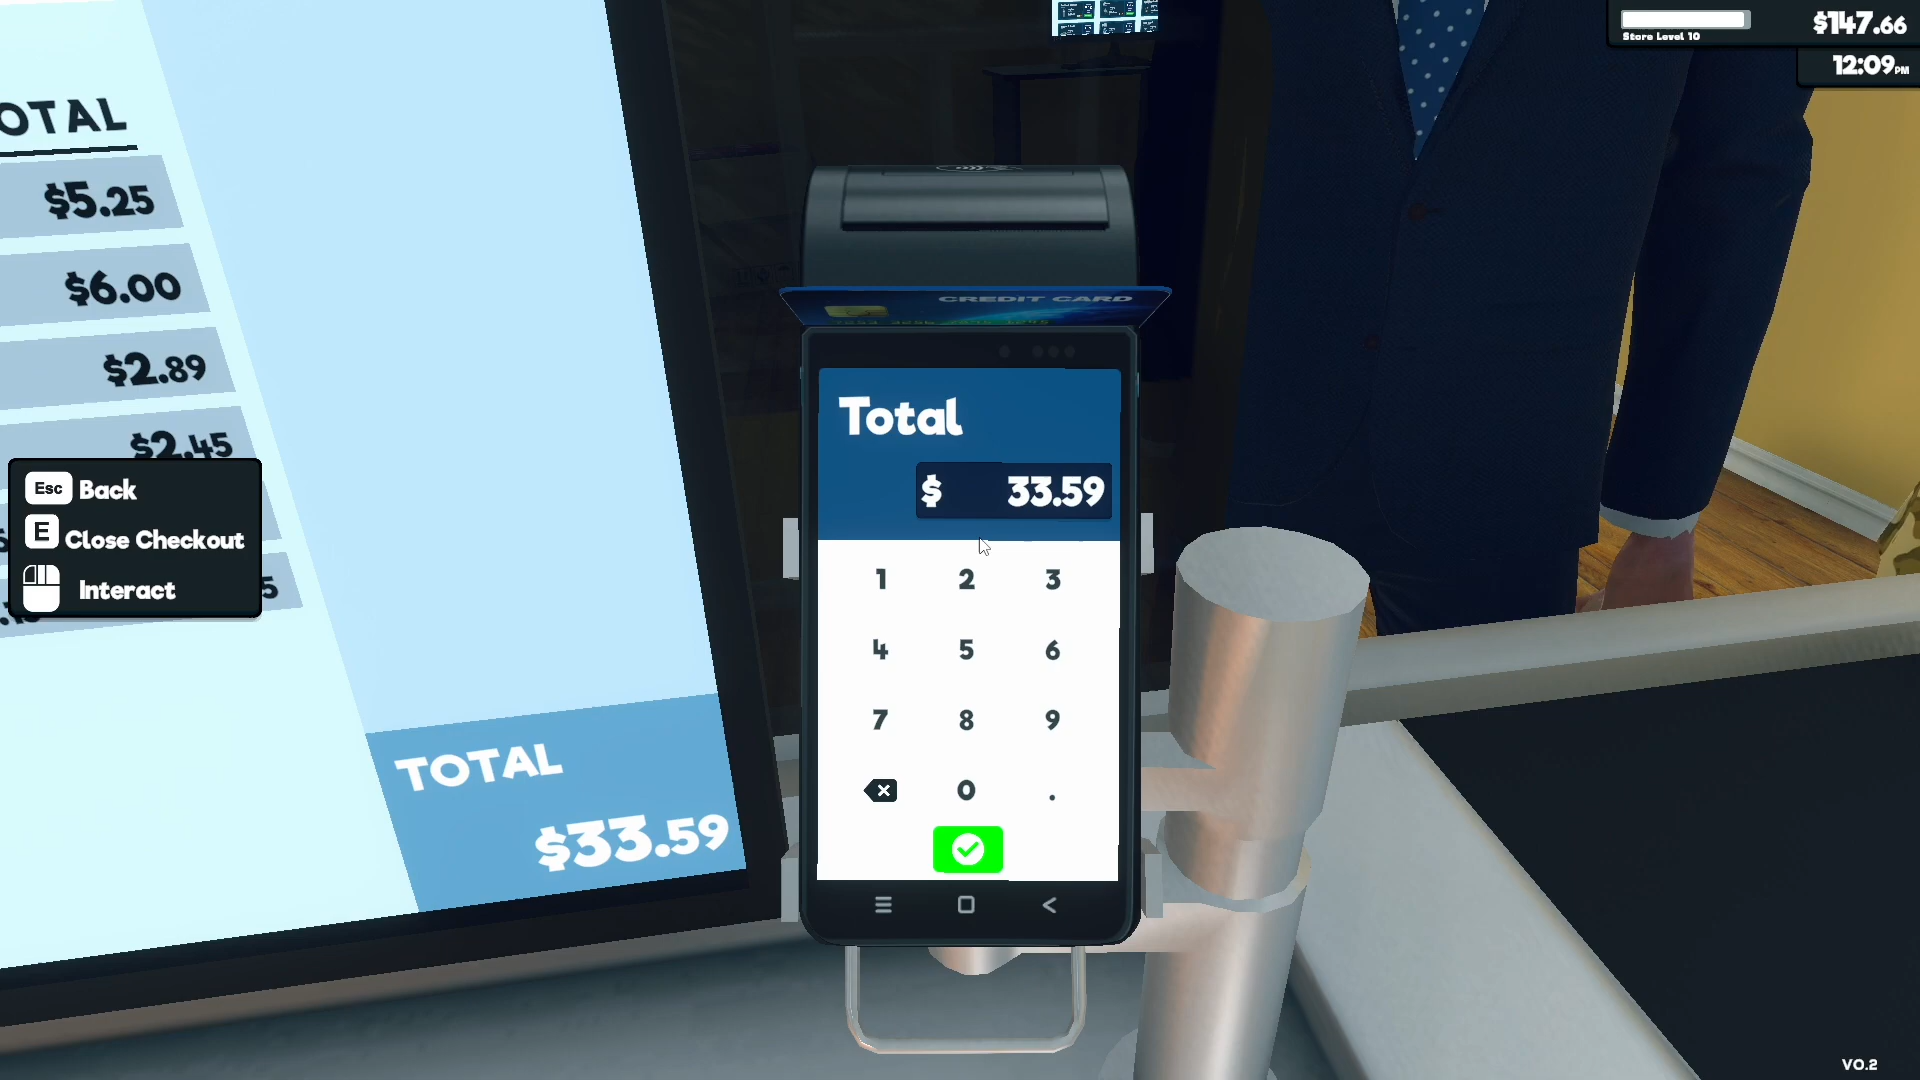 $147.66
Store Level 10
12:09PM
OTAL
$5.25
$6.00
$2.89
$2.45
5
CREDIT CARD
Total
$ 33.59
1 2 3
4 5 6
7 8 9
0 .
Esc Back
E Close Checkout
Interact
TOTAL
$33.59
V0.2